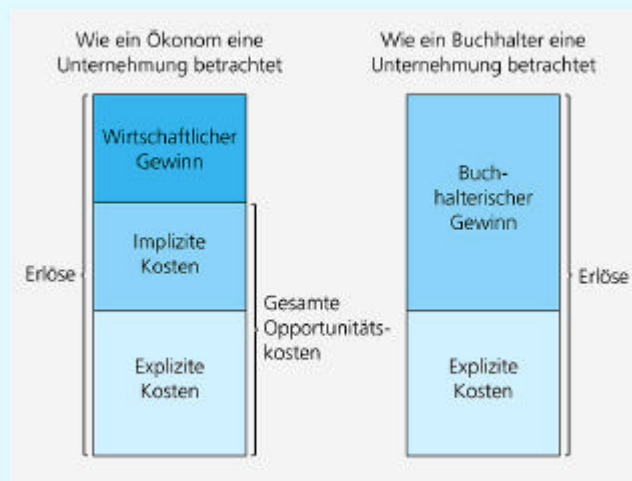 Wie ein Ökonom eine
Unternehmung betrachtet
Wirtschaftlicher
Gewinn
Implizite
Kosten
Explizite
Kosten
Erlöse
Gesamte
Opportunitäts-
kosten
Wie ein Buchhalter eine
Unternehmung betrachtet
Buch-
halterischer
Gewinn
Explizite
Kosten
Erlöse